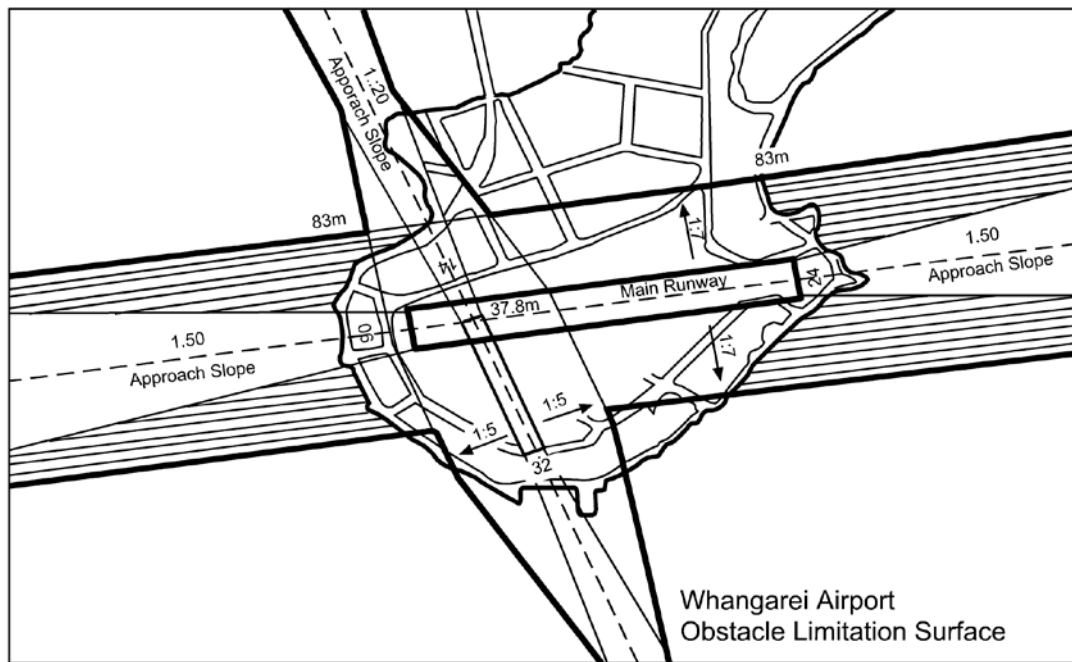 1:.20
Apporach Slope
83m
83m
1:7
14
1.50
Approach Slope
24
Main Runway
37.8m
06
1.50
Approach Slope
1:7
1:5
1:5
32
Whangarei Airport
Obstacle Limitation Surface